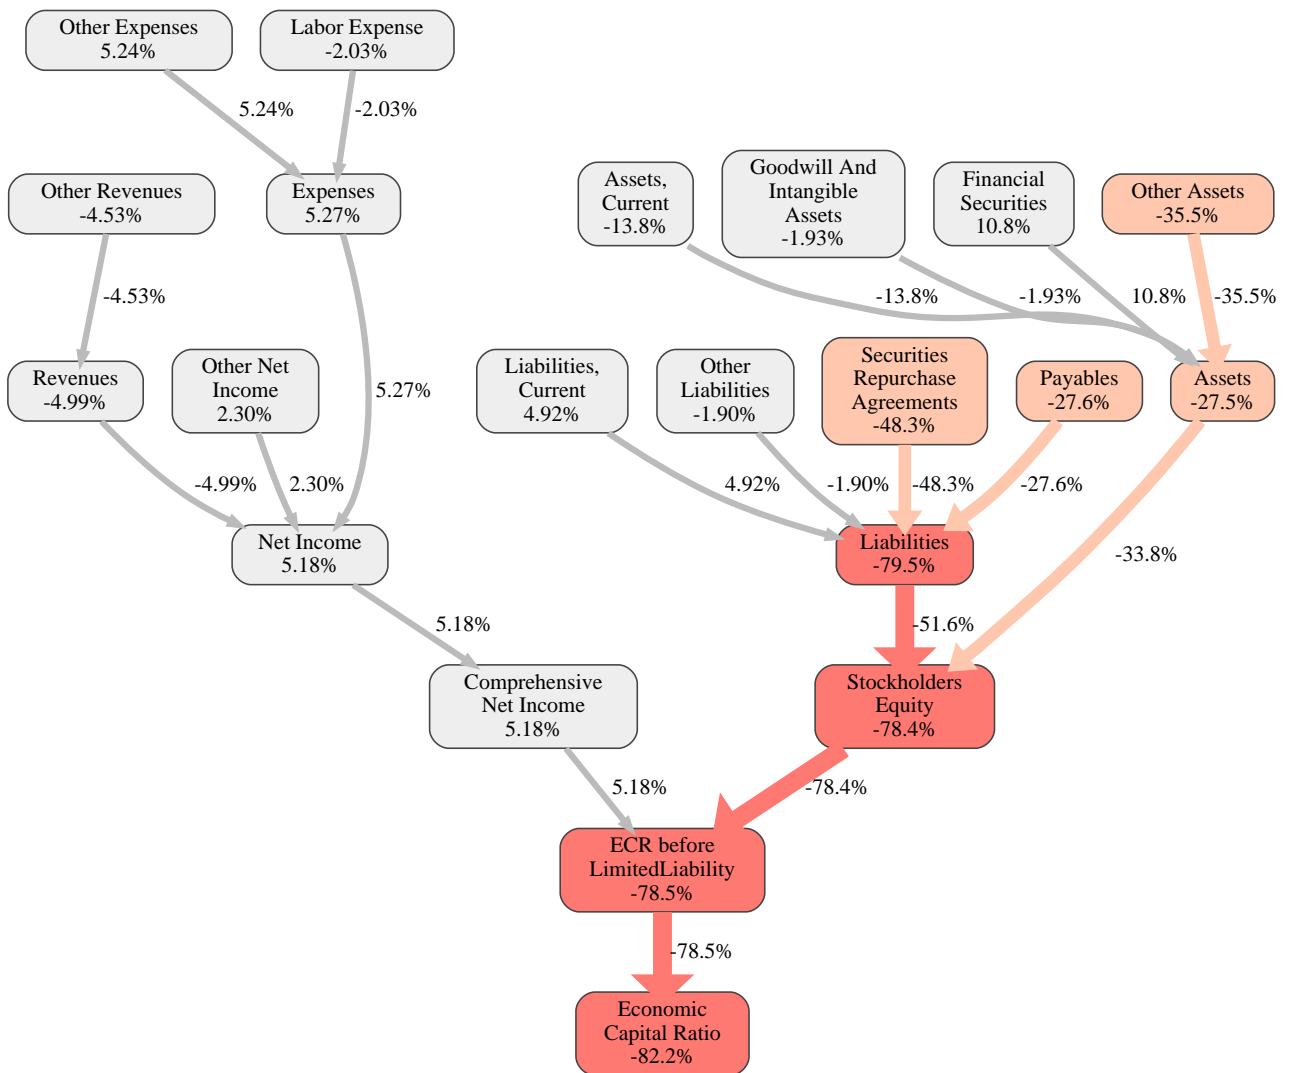 Other Expenses
5.24%
Labor Expense
-2.03%
5.24%
-2.03%
Other Revenues
-4.53%
Expenses
5.27%
Assets,
Current
-13.8%
Goodwill And
Intangible
Assets
-1.93%
Financial
Securities
10.8%
Other Assets
-35.5%
-4.53%
-13.8%
-1.93%
10.8%
-35.5%
Revenues
-4.99%
Other Net
Income
2.30%
5.27%
Liabilities,
Current
4.92%
Other
Liabilities
-1.90%
Securities
Repurchase
Agreements
-48.3%
Payables
-27.6%
Assets
-27.5%
-4.99%
2.30%
4.92%
-1.90%
-48.3%
-27.6%
Net Income
5.18%
Liabilities
-79.5%
-33.8%
5.18%
-51.6%
Comprehensive
Net Income
5.18%
Stockholders
Equity
-78.4%
5.18%
-78.4%
ECR before
LimitedLiability
-78.5%
-78.5%
Economic
Capital Ratio
-82.2%